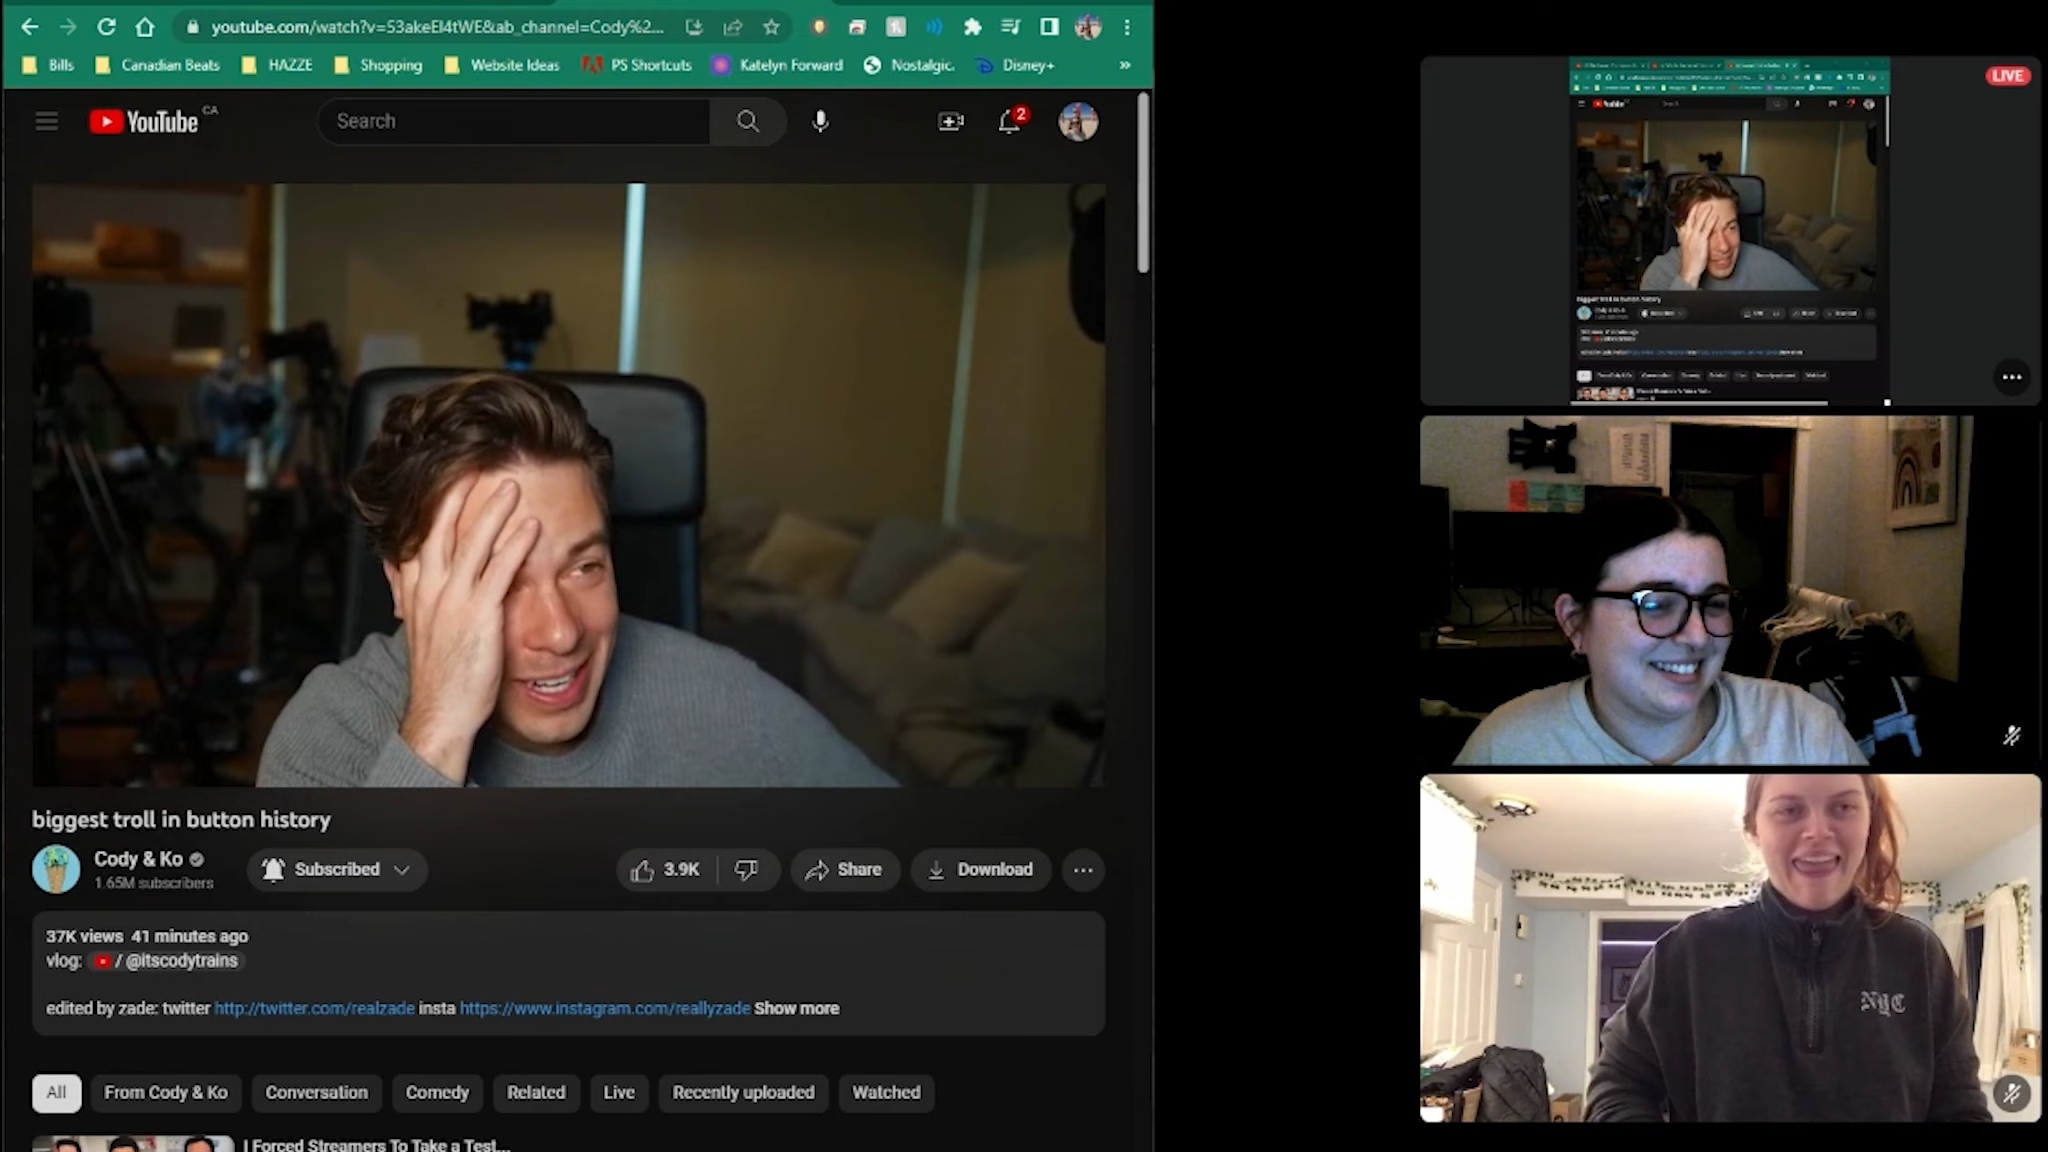 youtube.com/watch?v=53akeEl4tWE&ab_channel=Cody%2...
Bills Canadian Beats HAZZE Shopping Website Ideas PS Shortcuts Katelyn Forward Nostalgic. Disney+ »
YouTube CA
Search
2
biggest troll in button history
Cody & Ko
1.65M subscribers
Subscribed
3.9K
Share
Download
37K views 41 minutes ago
vlog: / @itscodytrains
edited by zade: twitter http://twitter.com/realzade insta https://www.instagram.com/reallyzade Show more
All From Cody & Ko Conversation Comedy Related Live Recently uploaded Watched
I Forced Streamers To Take a Test...
LIVE
NYC